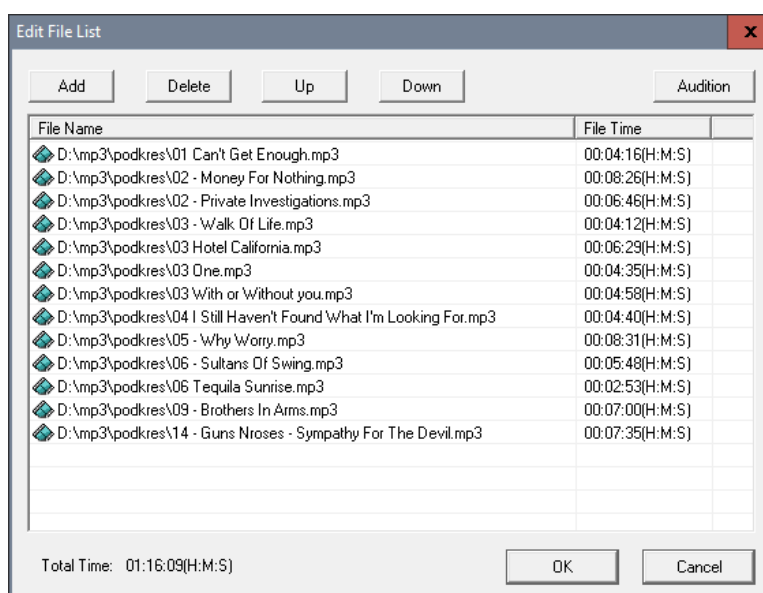 Edit File List
x
Add Delete Up Down Audition
File Name File Time
D:\mp3\podkres\01 Can't Get Enough.mp3 00:04:16(H:M:S)
D:\mp3\podkres\02 - Money For Nothing.mp3 00:08:26(H:M:S)
D:\mp3\podkres\02 - Private Investigations.mp3 00:06:46(H:M:S)
D:\mp3\podkres\03 - Walk Of Life.mp3 00:04:12(H:M:S)
D:\mp3\podkres\03 Hotel California.mp3 00:06:29(H:M:S)
D:\mp3\podkres\03 One.mp3 00:04:35(H:M:S)
D:\mp3\podkres\03 With or Without you.mp3 00:04:58(H:M:S)
D:\mp3\podkres\04 I Still Haven't Found What I'm Looking For.mp3 00:04:40(H:M:S)
D:\mp3\podkres\05 - Why Worry.mp3 00:08:31(H:M:S)
D:\mp3\podkres\06 - Sultans Of Swing.mp3 00:05:48(H:M:S)
D:\mp3\podkres\06 Tequila Sunrise.mp3 00:02:53(H:M:S)
D:\mp3\podkres\09 - Brothers In Arms.mp3 00:07:00(H:M:S)
D:\mp3\podkres\14 - Guns Nroses - Sympathy For The Devil.mp3 00:07:35(H:M:S)
Total Time: 01:16:09(H:M:S) OK Cancel